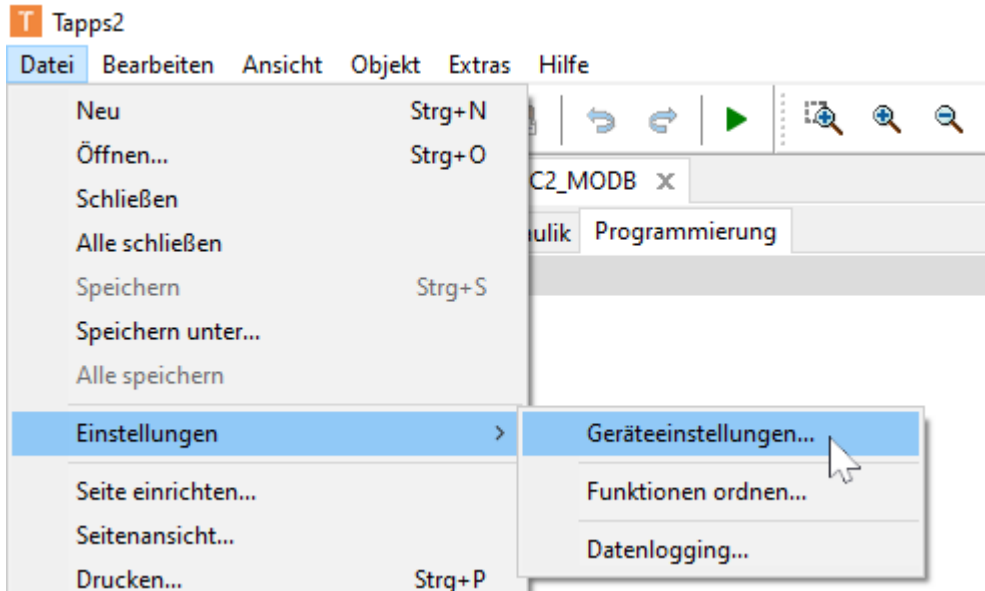 T Tapps2
Datei Bearbeiten Ansicht Objekt Extras Hilfe
Neu Strg+N
Öffnen... Strg+O
C2_MODB
Schließen
Alle schließen
ulik Programmierung
Speichern Strg+S
Speichern unter...
Alle speichern
Einstellungen
Geräteeinstellungen...
Seite einrichten...
Funktionen ordnen...
Seitenansicht...
Datenlogging...
Drucken... Strg+P